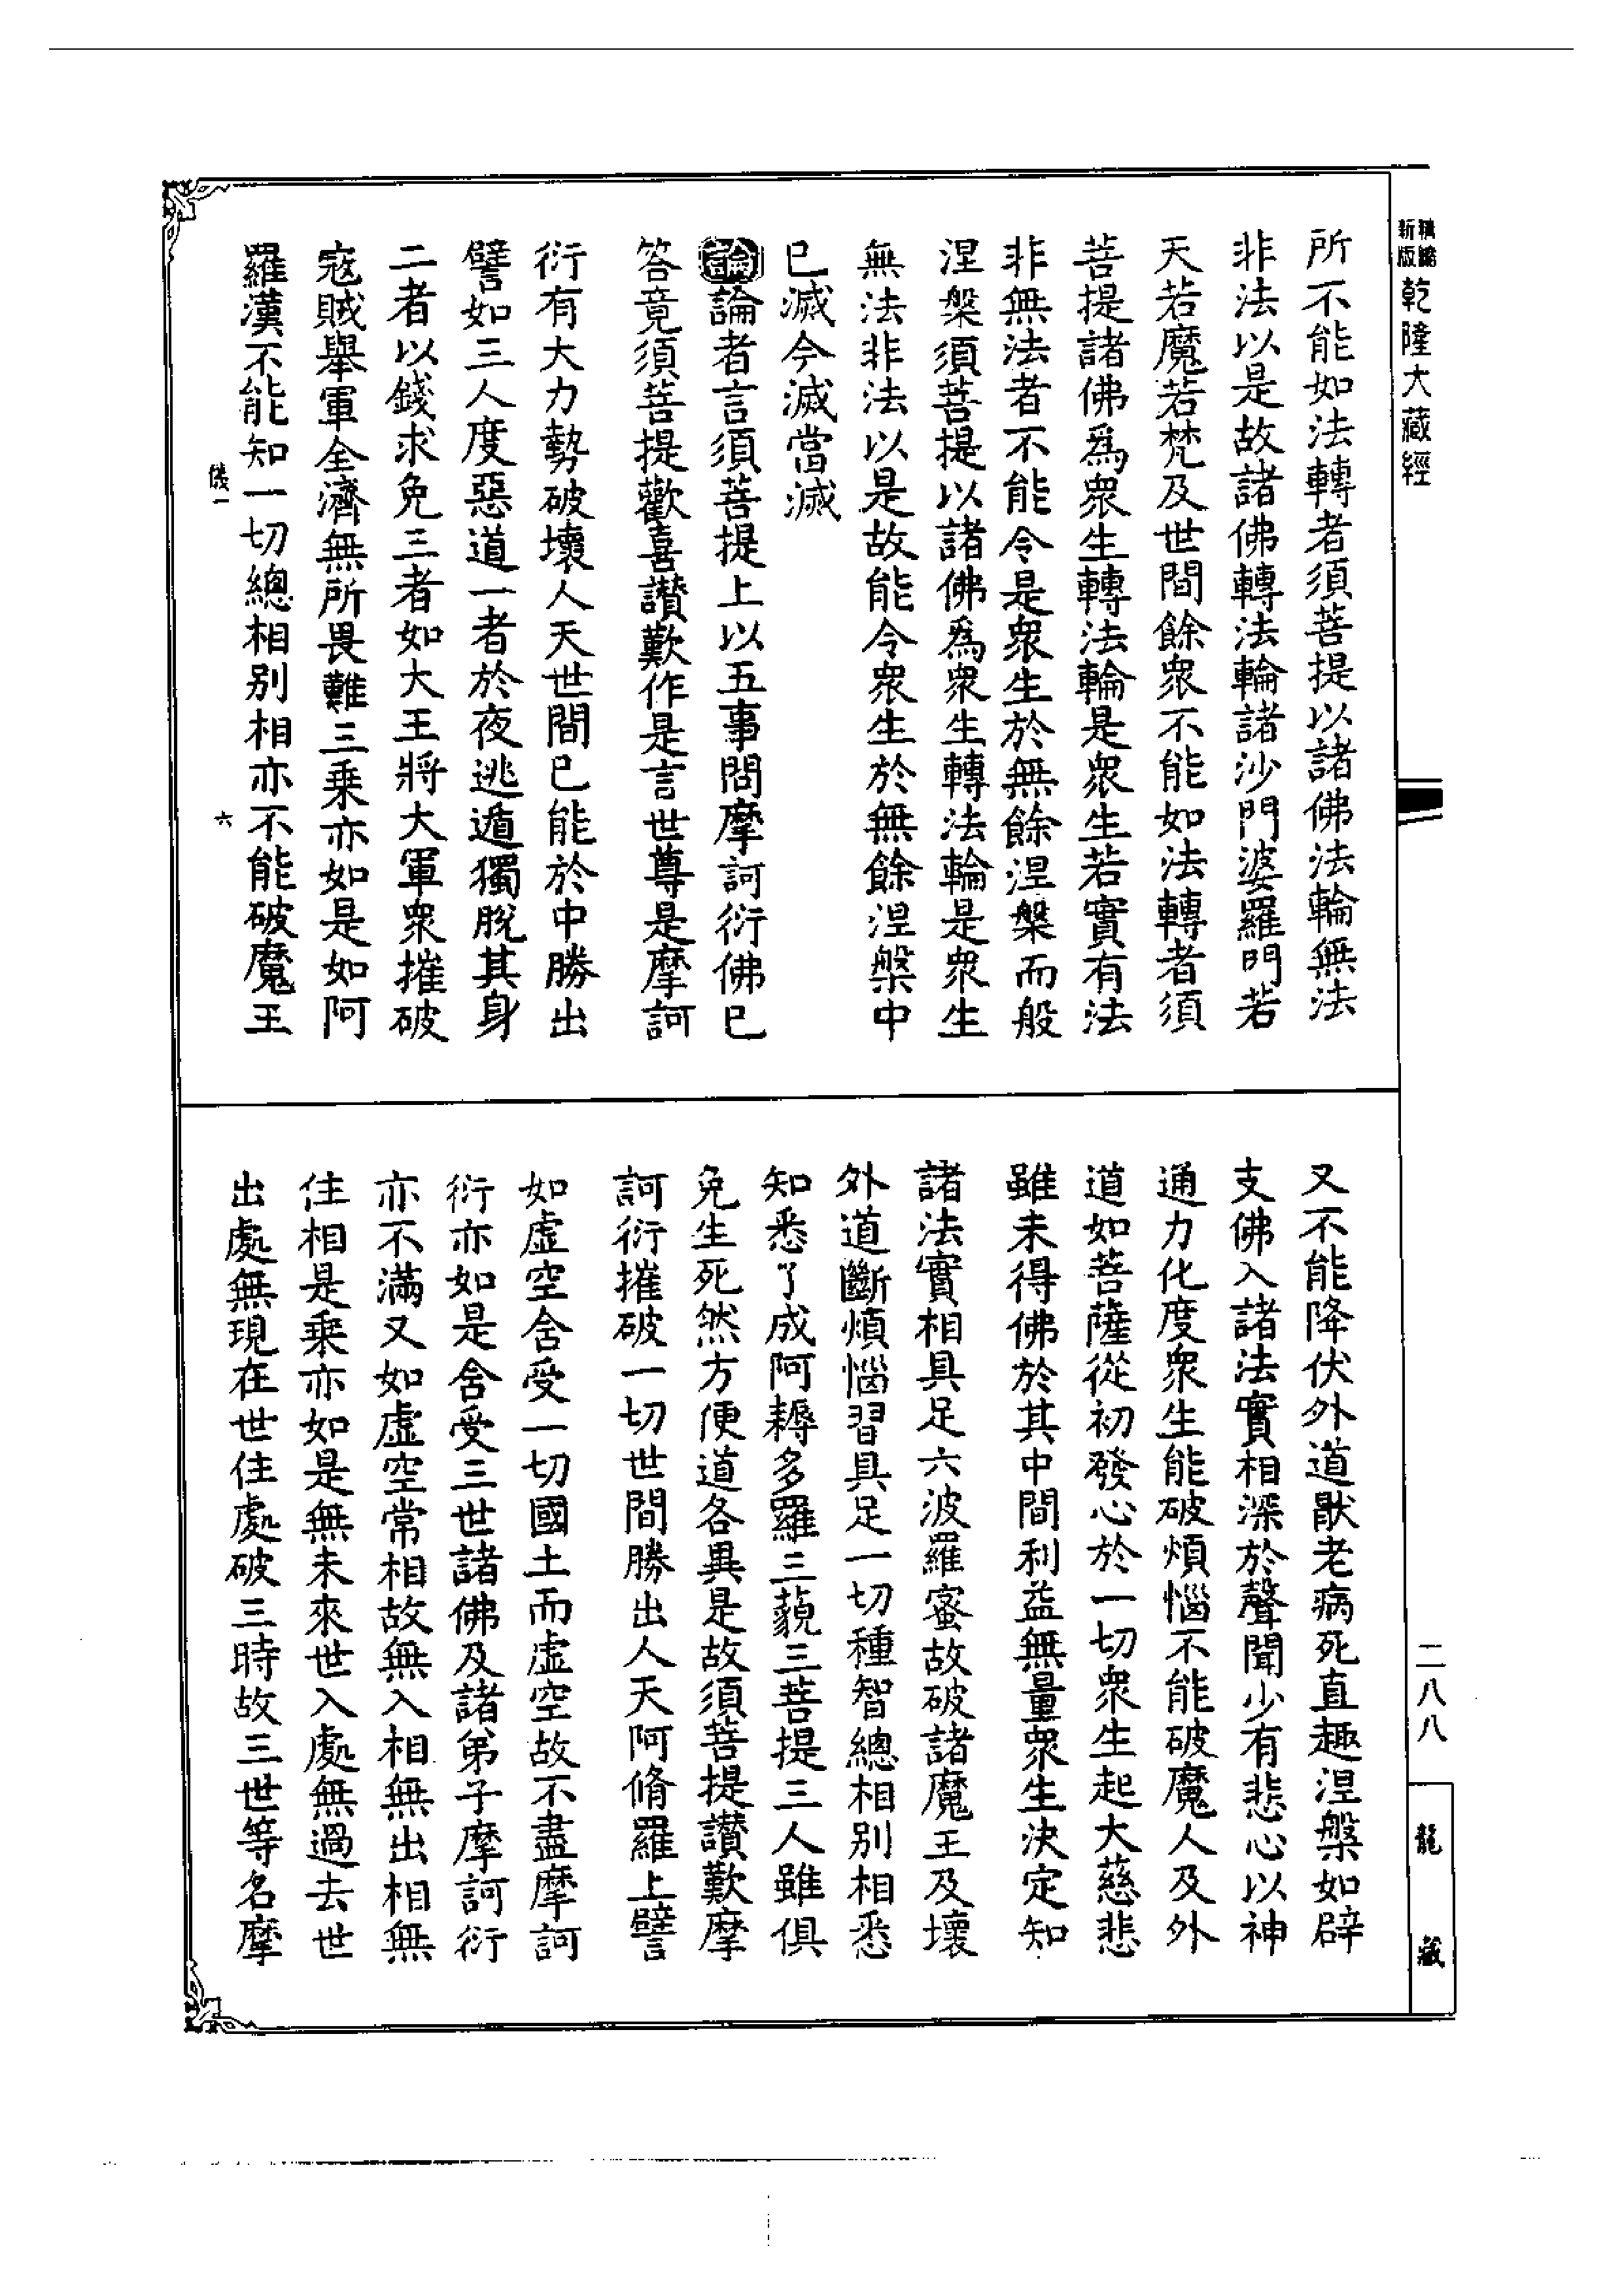 新版
精縮
乾隆大藏經
二八八
龍藏
所不能如法轉者須菩提以諸佛法輪無法
非法以是故諸佛轉法輪諸沙門婆羅門若
天若魔若梵及世間餘衆不能如法轉者須
菩提諸佛爲衆生轉法輪是衆生若實有法
非無法者不能令是衆生於無餘涅槃而般
涅槃須菩提以諸佛爲衆生轉法輪是衆生
無法非法以是故能令衆生於無餘涅槃中
已滅今滅當滅
論論者言須菩提上以五事問摩訶衍佛已
答竟須菩提歡喜讚歎作是言世尊是摩訶
衍有大力勢破壞人天世間已能於中勝出
譬如三人度惡道一者於夜逃遁獨脫其身
二者以錢求免三者如大王將大軍衆摧破
寇賊舉軍全濟無所畏難三乗亦如是如阿
羅漢不能知一切總相別相亦不能破魔王
儀一
六
又不能降伏外道厭老病死直趣涅槃如辟
支佛入諸法實相深於聲聞少有悲心以神
通力化度衆生能破煩惱不能破魔人及外
道如菩薩從初發心於一切衆生起大慈悲
雖未得佛於其中間利益無量衆生決定知
諸法實相具足六波羅蜜故破諸魔王及壞
外道斷煩惱習具足一切種智總相別相悉
知悉了成阿耨多羅三藐三菩提三人雖俱
免生死然方便道各異是故須菩提讚歎摩
訶衍摧破一切世間勝出人天阿脩羅上譬
如虛空含受一切國土而虛空故不盡摩訶
衍亦如是含受三世諸佛及諸弟子摩訶衍
亦不滿又如虛空常相故無入相無出相無
住相是乗亦如是無未來世入處無過去世
出處無現在世住處破三時故三世等名摩